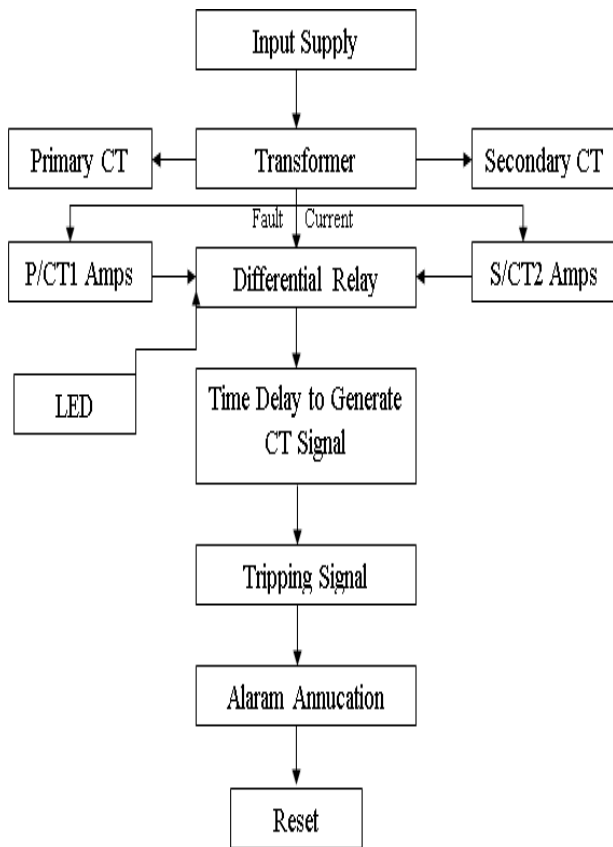 Input Supply
Primary CT
Transformer
Secondary CT
Fault Current
P/CT1 Amps
Differential Relay
S/CT2 Amps
LED
Time Delay to Generate
CT Signal
Tripping Signal
Alaram Annucation
Reset